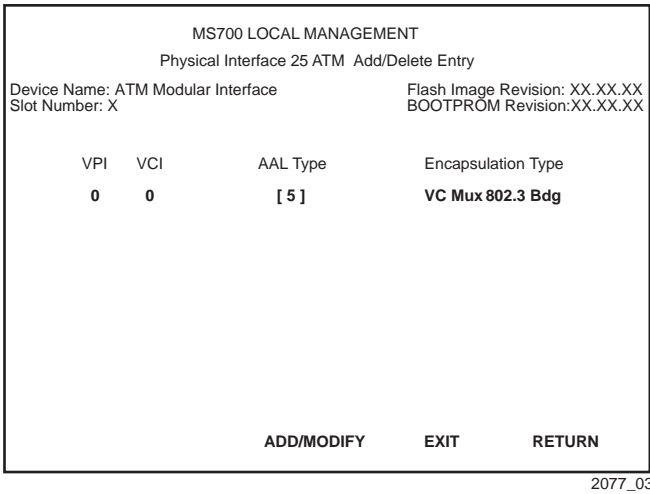 MS700 LOCAL MANAGEMENT
Physical Interface 25 ATM Add/Delete Entry
Device Name: ATM Modular Interface Flash Image Revision: XX.XX.XX
Slot Number: X BOOTPROM Revision:XX.XX.XX
VPI VCI AAL Type Encapsulation Type
0 0 [ 5 ] VC Mux 802.3 Bdg
ADD/MODIFY EXIT RETURN
2077_03